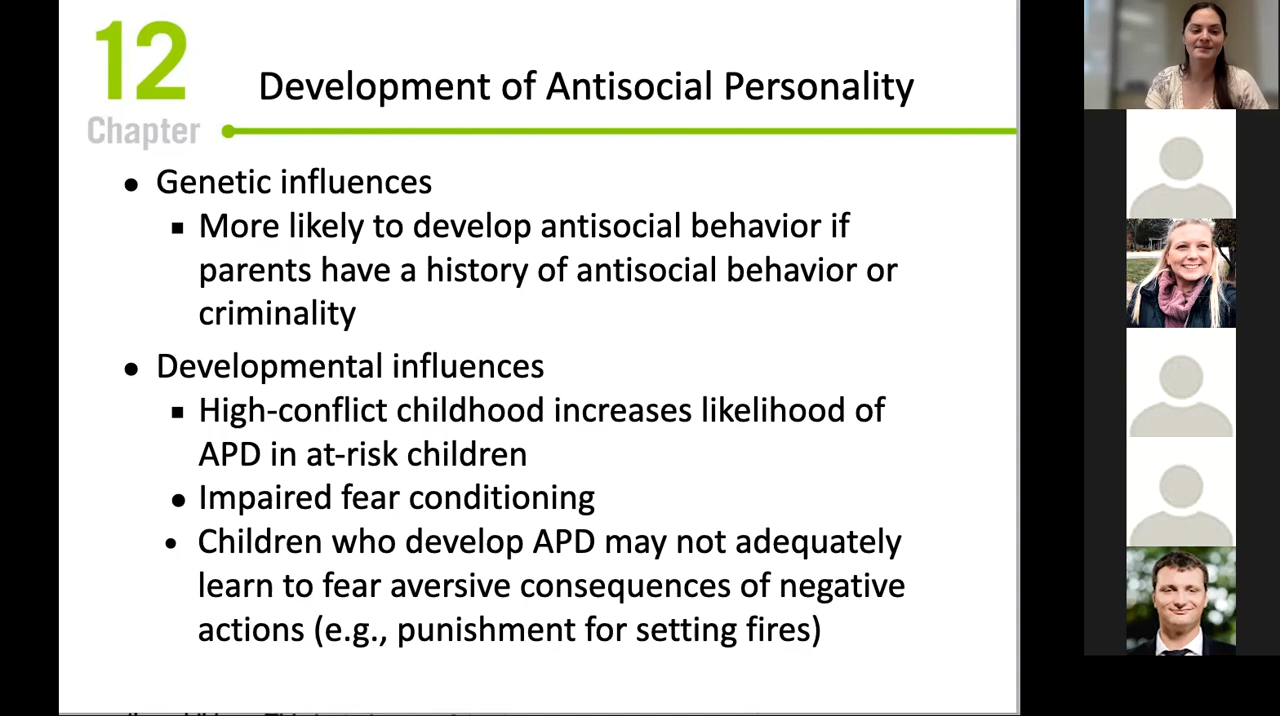 12
Chapter
Development of Antisocial Personality
• Genetic influences
▪ More likely to develop antisocial behavior if
parents have a history of antisocial behavior or
criminality
• Developmental influences
▪ High-conflict childhood increases likelihood of
APD in at-risk children
• Impaired fear conditioning
• Children who develop APD may not adequately
learn to fear aversive consequences of negative
actions (e.g., punishment for setting fires)